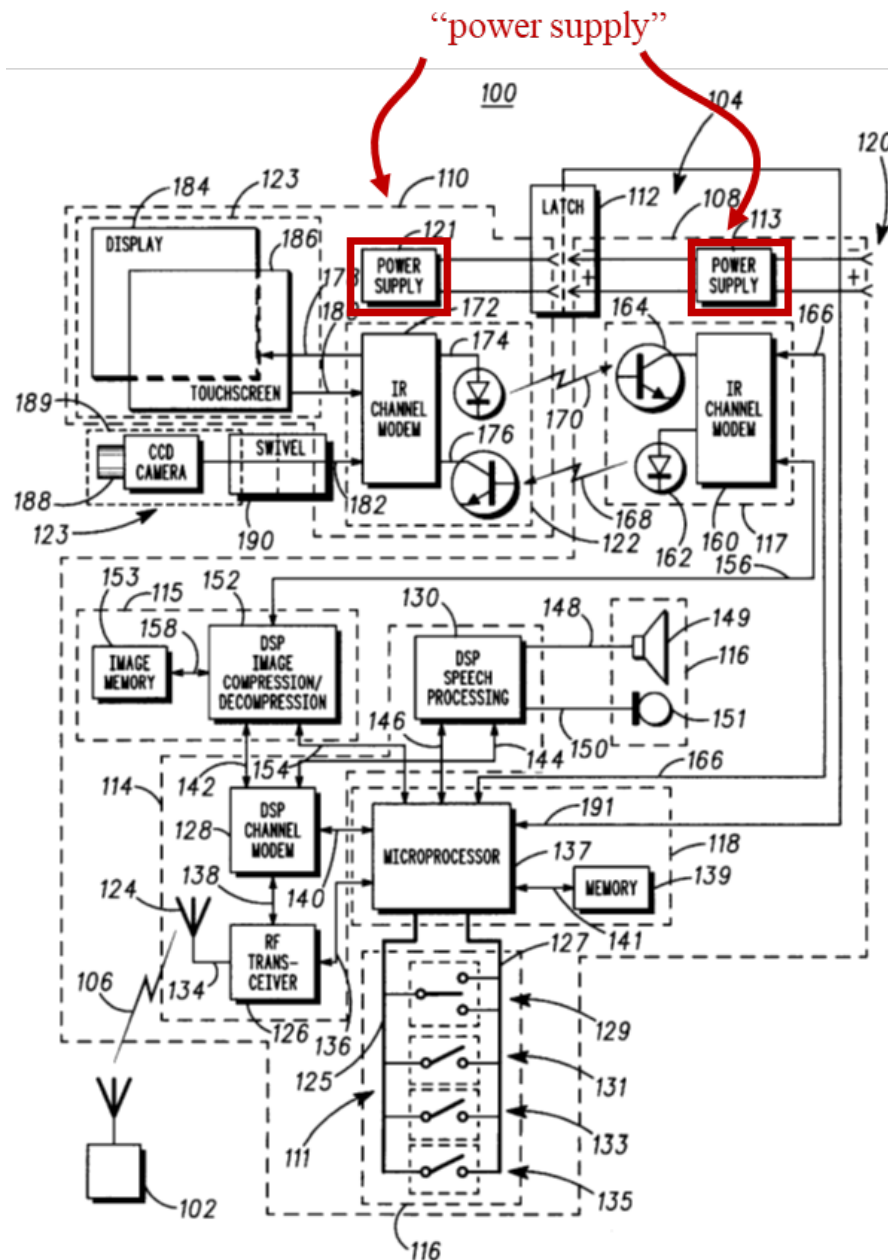 “power supply”
100
104
120
184
123
110
112
108
LATCH
121
113
DISPLAY
186
POWER
SUPPLY
−
+
POWER
SUPPLY
−
+
178
180
172
164
166
174
TOUCHSCREEN
IR
CHANNEL
MODEM
170
IR
CHANNEL
MODEM
189
CCD
CAMERA
SWIVEL
176
188
182
168
123
190
122
162
160
117
156
153
115
152
130
148
149
158
DSP
IMAGE
COMPRESSION/
DECOMPRESSION
DSP
SPEECH
PROCESSING
116
IMAGE
MEMORY
146
151
150
142
154
144
166
114
191
128
DSP
CHANNEL
MODEM
MICROPROCESSOR
118
137
124
138
140
MEMORY
139
141
127
RF
TRANS-
CEIVER
106
134
136
129
126
125
131
133
111
135
102
116